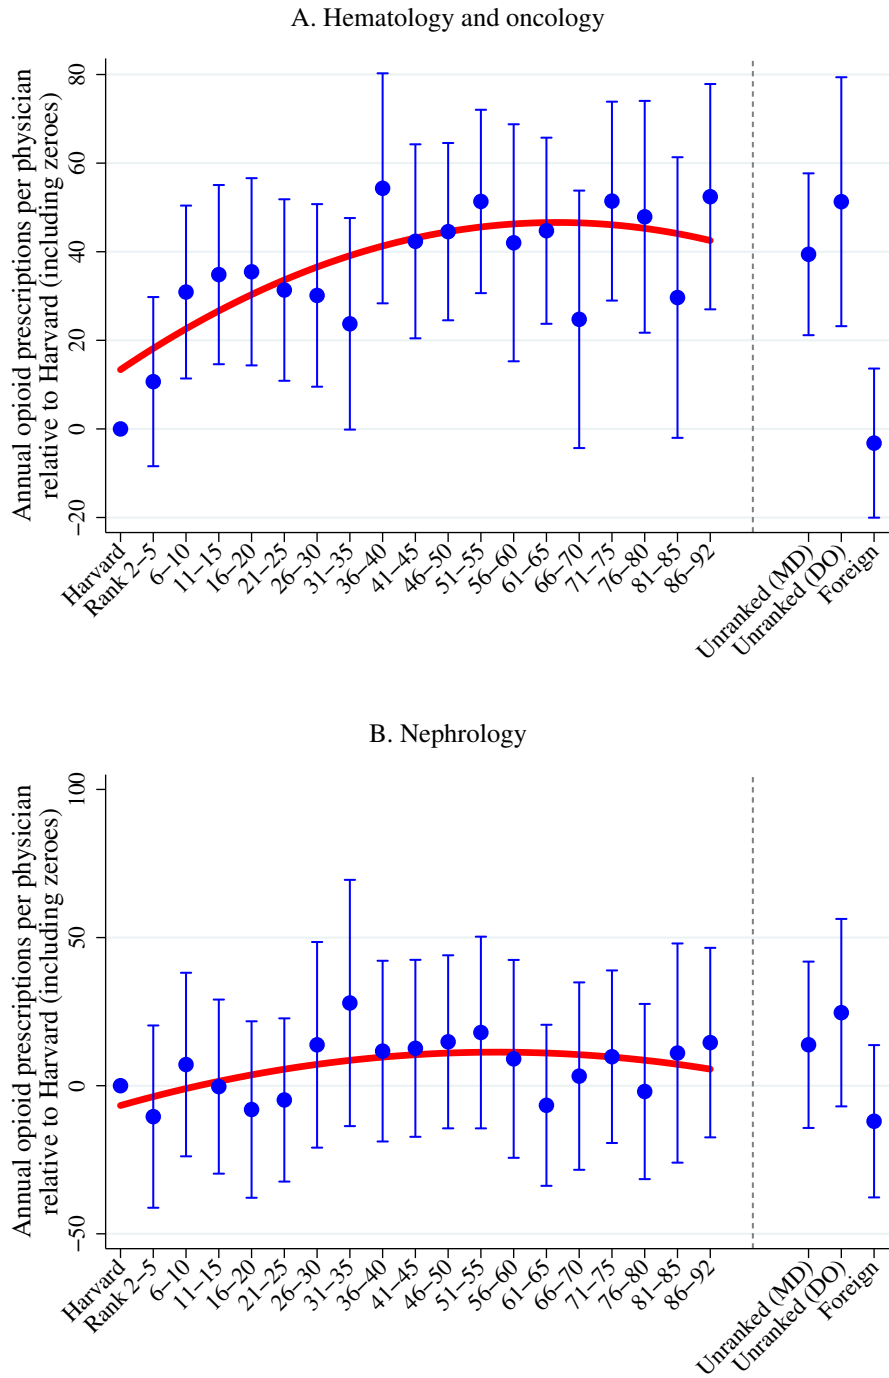 A. Hematology and oncology
Annual opioid prescriptions per physician
relative to Harvard (including zeroes)
80
60
40
20
0
−20
Harvard
Rank 2–5
6–10
11–15
16–20
21–25
26–30
31–35
36–40
41–45
46–50
51–55
56–60
61–65
66–70
71–75
76–80
81–85
86–92
Unranked (MD)
Unranked (DO)
Foreign
B. Nephrology
Annual opioid prescriptions per physician
relative to Harvard (including zeroes)
100
50
0
−50
Harvard
Rank 2–5
6–10
11–15
16–20
21–25
26–30
31–35
36–40
41–45
46–50
51–55
56–60
61–65
66–70
71–75
76–80
81–85
86–92
Unranked (MD)
Unranked (DO)
Foreign